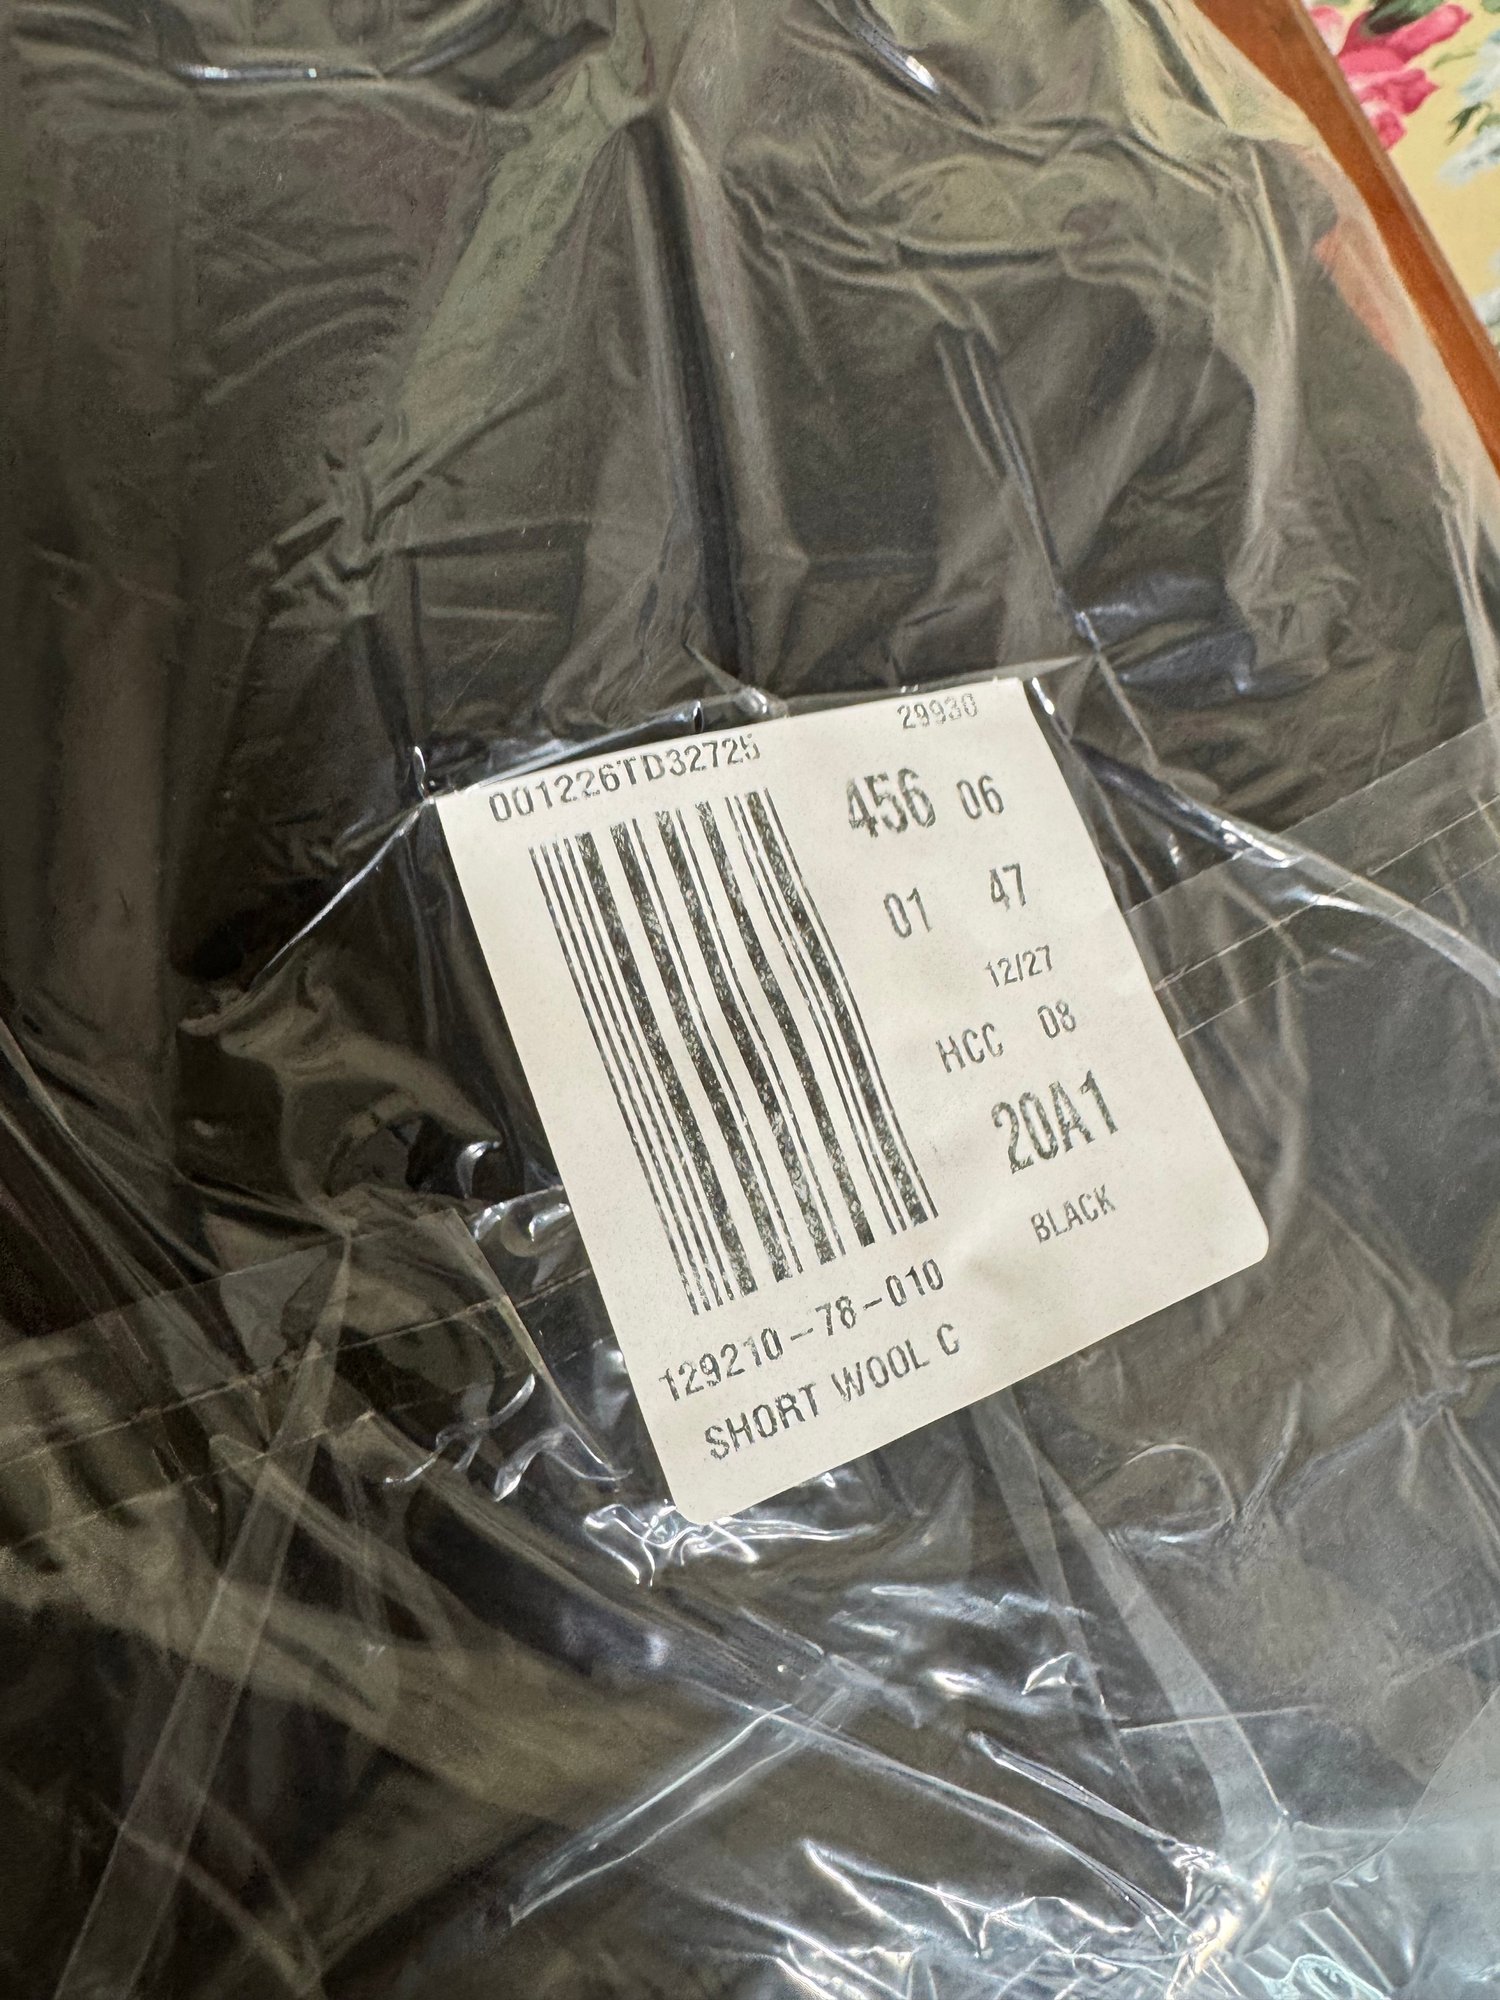 29930
001226TD32725
456 06
01 47
12/27
HCC 08
20A1
BLACK
129210-78-010
SHORT WOOL C